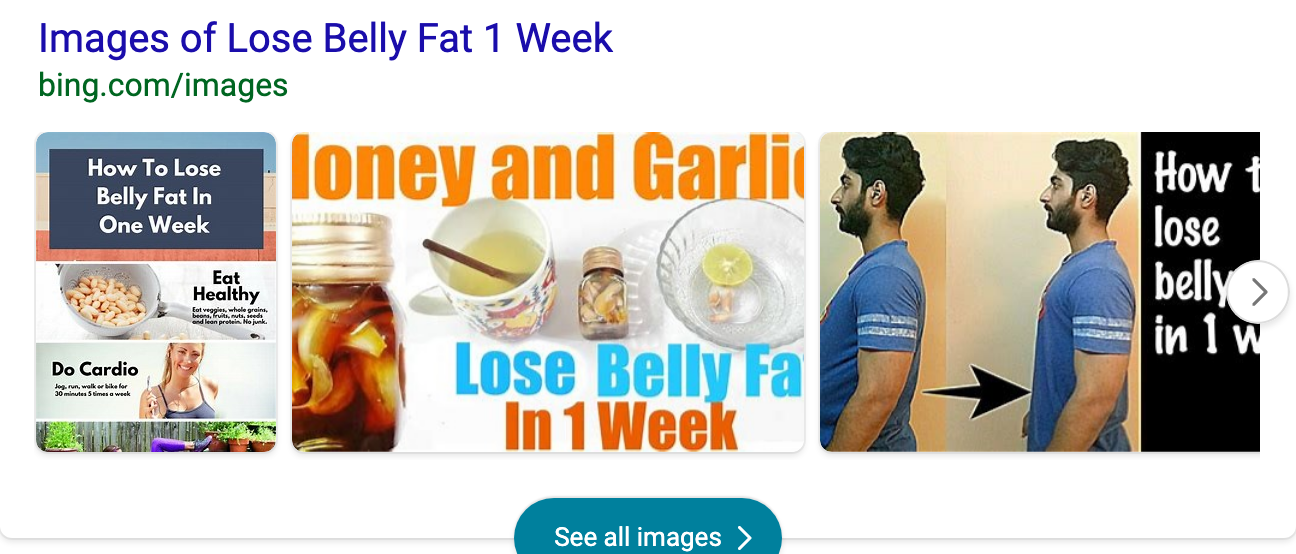 Images of Lose Belly Fat 1 Week
bing.com/images
How To Lose
Belly Fat In
One Week
Eat
Healthy
Eat veggies, whole grains,
beans, fruits, nuts, seeds
and lean protein. No junk.
Do Cardio
Jog, run, walk or bike for
30 minutes 5 times a week
oney and Garlic
Lose Belly Fa
In 1 Week
How t
lose
belly
in 1 w
See all images